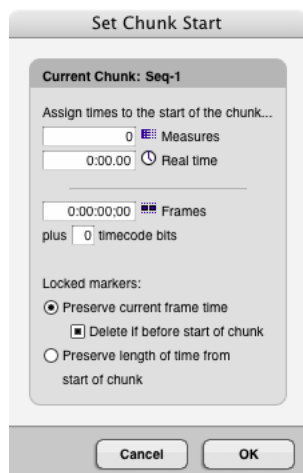 Set Chunk Start
Current Chunk: Seq-1
Assign times to the start of the chunk...
0 Measures
0:00.00 Real time
0:00:00;00 Frames
plus 0 timecode bits
Locked markers:
Preserve current frame time
Delete if before start of chunk
Preserve length of time from
start of chunk
Cancel OK